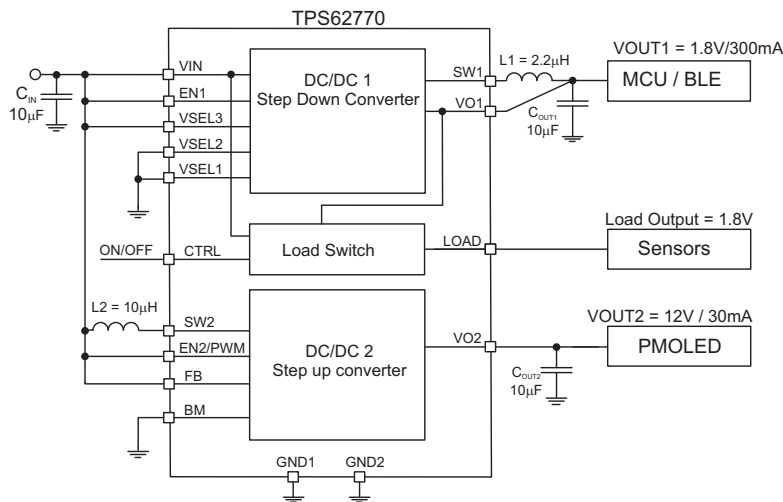 TPS62770
VIN
EN1
VSEL3
VSEL2
VSEL1
C_IN
10μF
DC/DC 1
Step Down Converter
SW1
VO1
L1 = 2.2μH
C_OUT1
10μF
VOUT1 = 1.8V/300mA
MCU / BLE
ON/OFF
CTRL
Load Switch
LOAD
Load Output = 1.8V
Sensors
L2 = 10μH
SW2
EN2/PWM
FB
BM
DC/DC 2
Step up converter
VO2
C_OUT2
10μF
VOUT2 = 12V / 30mA
PMOLED
GND1
GND2